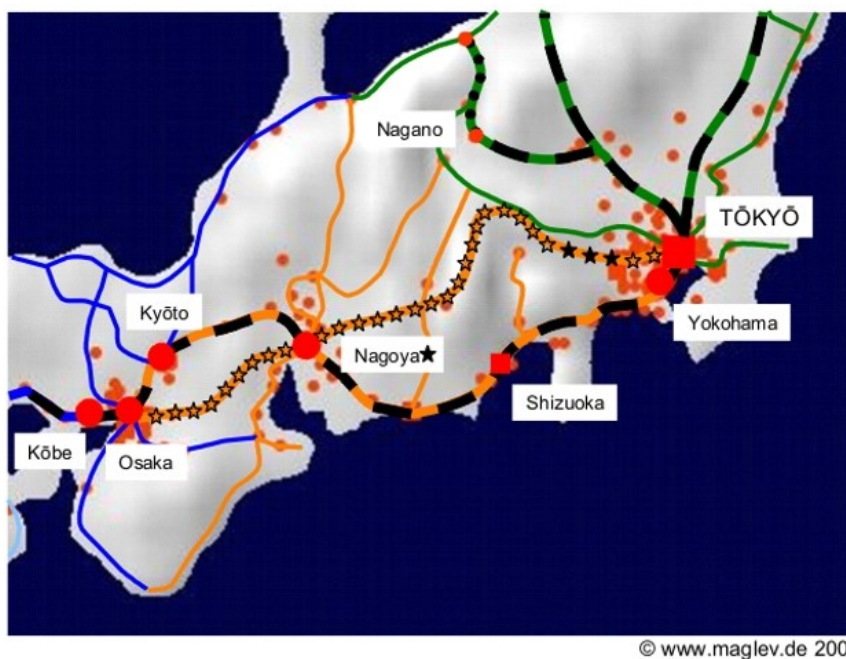 Nagano
TŌKYŌ
Kyōto
Yokohama
Nagoya★
Shizuoka
Kōbe
Osaka
© www.maglev.de 200